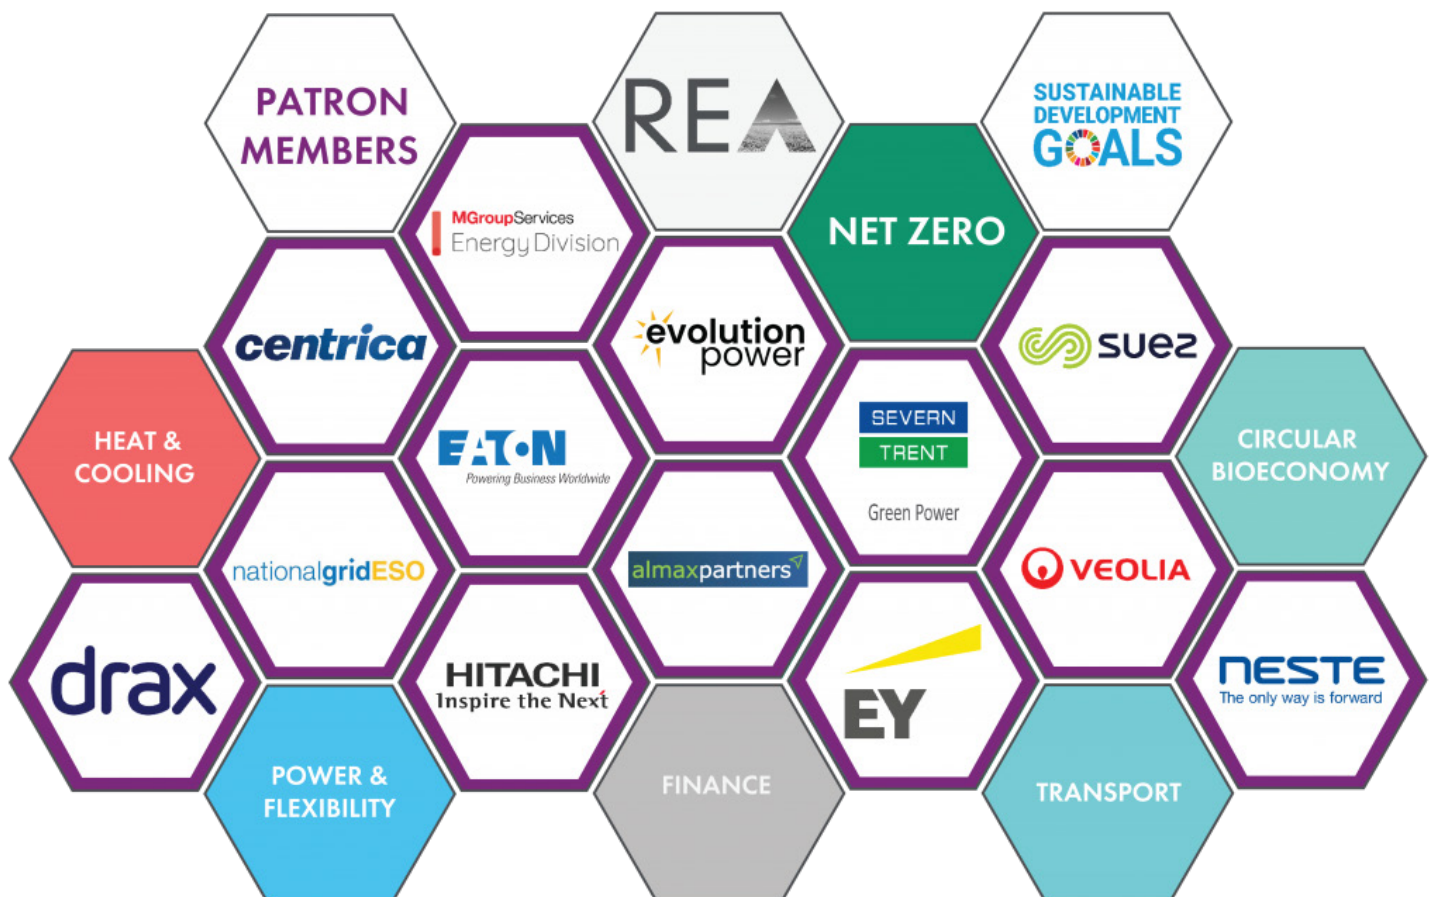 PATRON
MEMBERS
REA
SUSTAINABLE
DEVELOPMENT
GOALS
MGroupServices
Energy Division
NET ZERO
centrica
evolution
power
suez
HEAT &
COOLING
EATON
Powering Business Worldwide
SEVERN
TRENT
Green Power
CIRCULAR
BIOECONOMY
nationalgridESO
almaxpartners
VEOLIA
drax
HITACHI
Inspire the Next
EY
NESTE
The only way is forward
POWER &
FLEXIBILITY
FINANCE
TRANSPORT